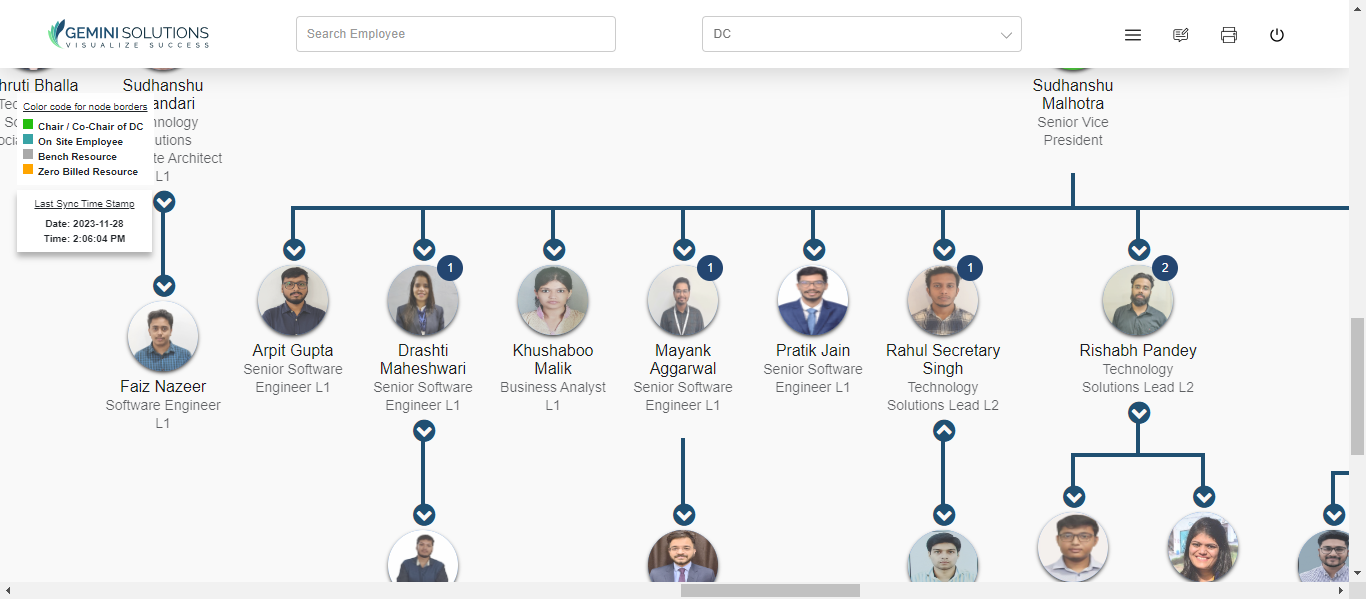 GEMINI SOLUTIONS
VISUALIZE SUCCESS
Search Employee
DC
hruti Bhalla
Sudhanshu
andari
Color code for node borders
Chair / Co-Chair of DC
On Site Employee
Bench Resource
Zero Billed Resource
nology
utions
te Architect
L1
Last Sync Time Stamp
Date: 2023-11-28
Time: 2:06:04 PM
Sudhanshu
Malhotra
Senior Vice
President
Faiz Nazeer
Software Engineer
L1
Arpit Gupta
Senior Software
Engineer L1
1
Drashti
Maheshwari
Senior Software
Engineer L1
Khushaboo
Malik
Business Analyst
L1
1
Mayank
Aggarwal
Senior Software
Engineer L1
Pratik Jain
Senior Software
Engineer L1
1
Rahul Secretary
Singh
Technology
Solutions Lead L2
2
Rishabh Pandey
Technology
Solutions Lead L2